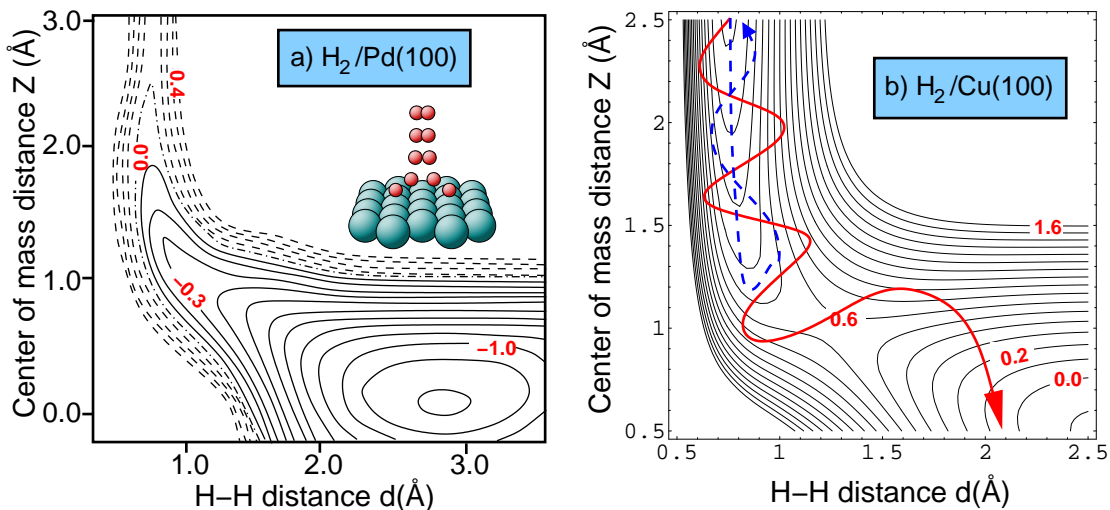 3.0
2.0
1.0
0.0
Center of mass distance Z (Å)
a) H₂/Pd(100)
0.4
0.0
−0.3
−1.0
1.0 2.0 3.0
H−H distance d(Å)
2.5
2
1.5
1
0.5
Center of mass distance Z (Å)
b) H₂/Cu(100)
1.6
0.6
0.2
0.0
0.5 1 1.5 2 2.5
H−H distance d(Å)